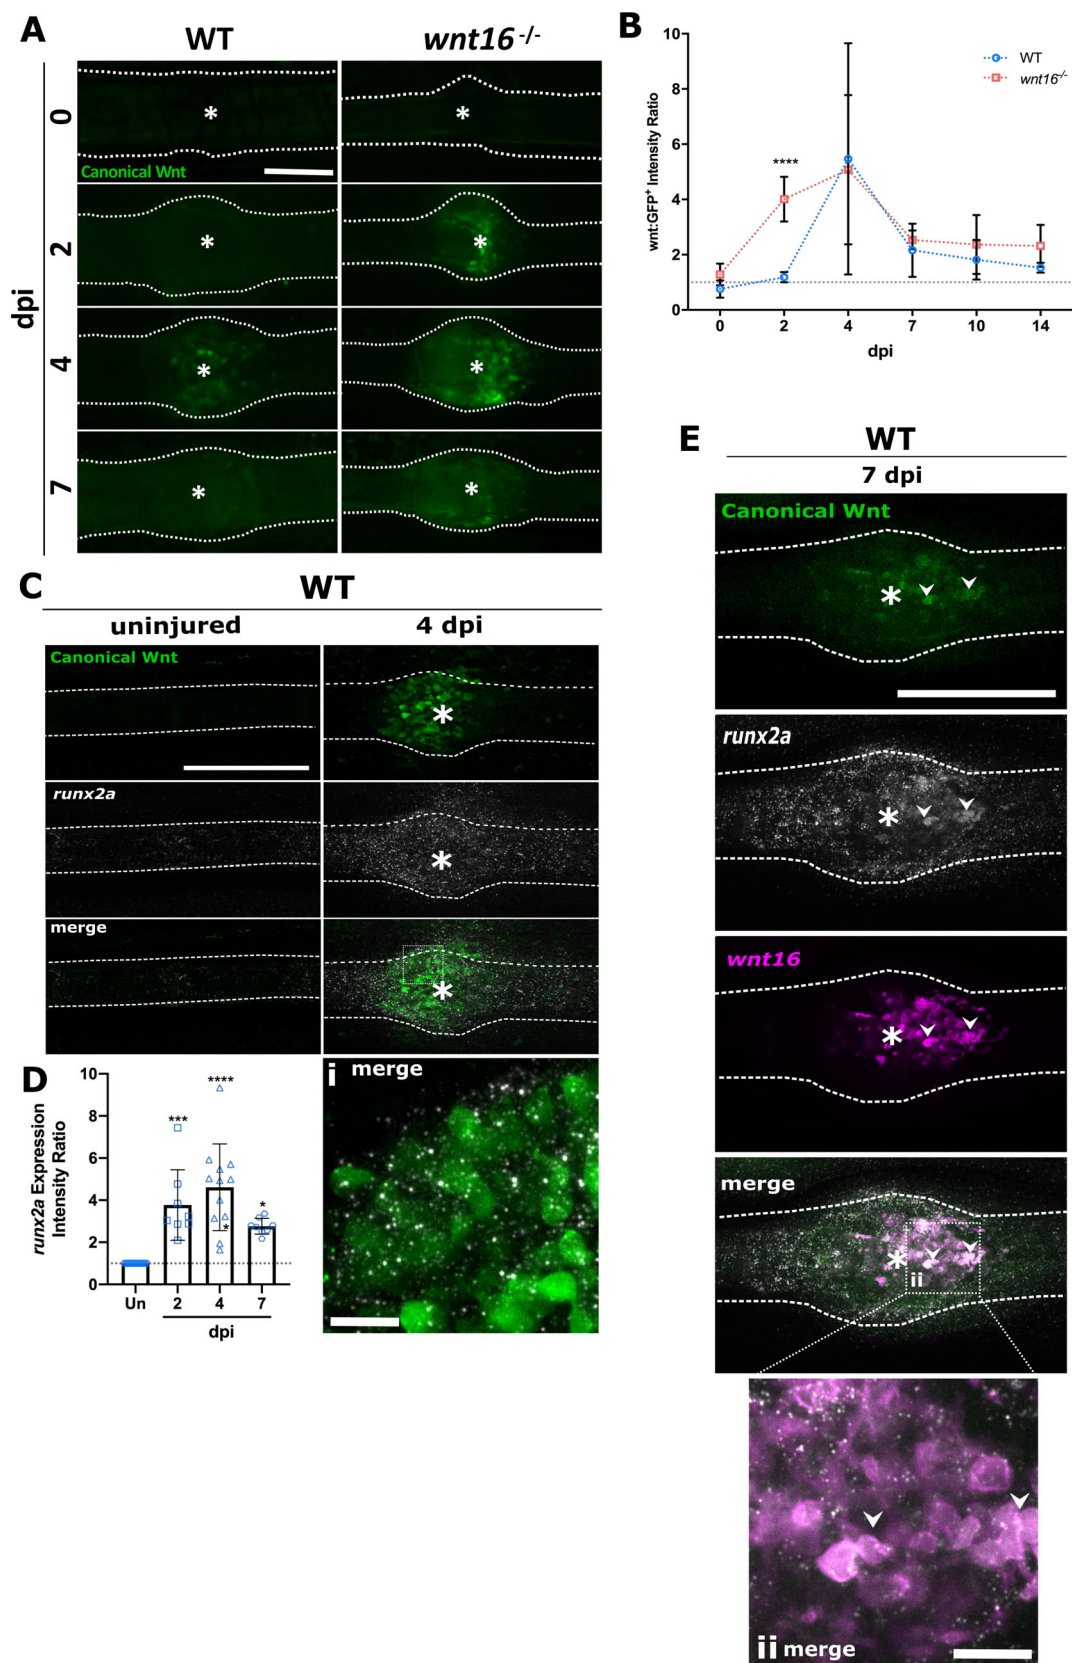 A
WT
wnt16 -/-
dpi
0
Canonical Wnt
*
*
2
*
*
4
*
*
7
*
*
B
wnt:GFP+ Intensity Ratio
10
8
6
4
2
0
****
WT
wnt16-/-
0 2 4 7 10 14
dpi
C
WT
uninjured 4 dpi
Canonical Wnt
*
runx2a
*
merge
*
i merge
D
runx2a Expression
Intensity Ratio
10
8
6
4
2
0
***
****
*
*
Un 2 4 7
dpi
E
WT
7 dpi
Canonical Wnt
*
runx2a
*
wnt16
*
merge
*
ii
ii merge